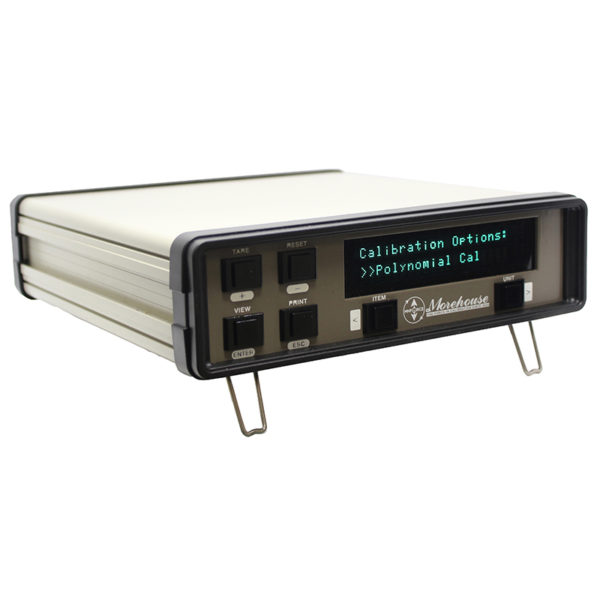 TARE
RESET
+
-
VIEW
PRINT
ENTER
ESC
Calibration Options:
>>Polynomial Cal
<
ITEM
Morehouse
UNIT
>